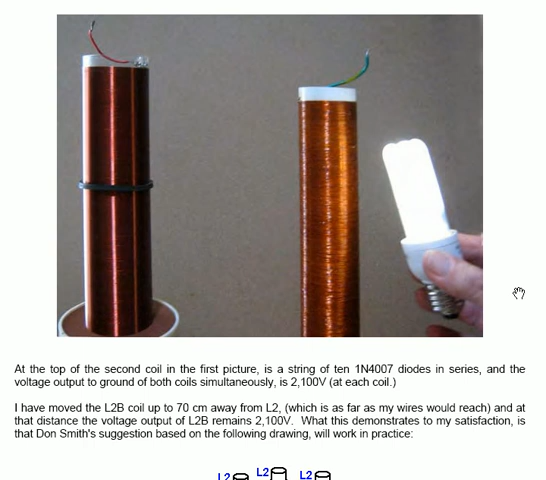 At the top of the second coil in the first picture, is a string of ten 1N4007 diodes in series, and the
voltage output to ground of both coils simultaneously, is 2,100V (at each coil.)
I have moved the L2B coil up to 70 cm away from L2, (which is as far as my wires would reach) and at
that distance the voltage output of L2B remains 2,100V.  What this demonstrates to my satisfaction, is
that Don Smith's suggestion based on the following drawing, will work in practice:
L2 L2 L2